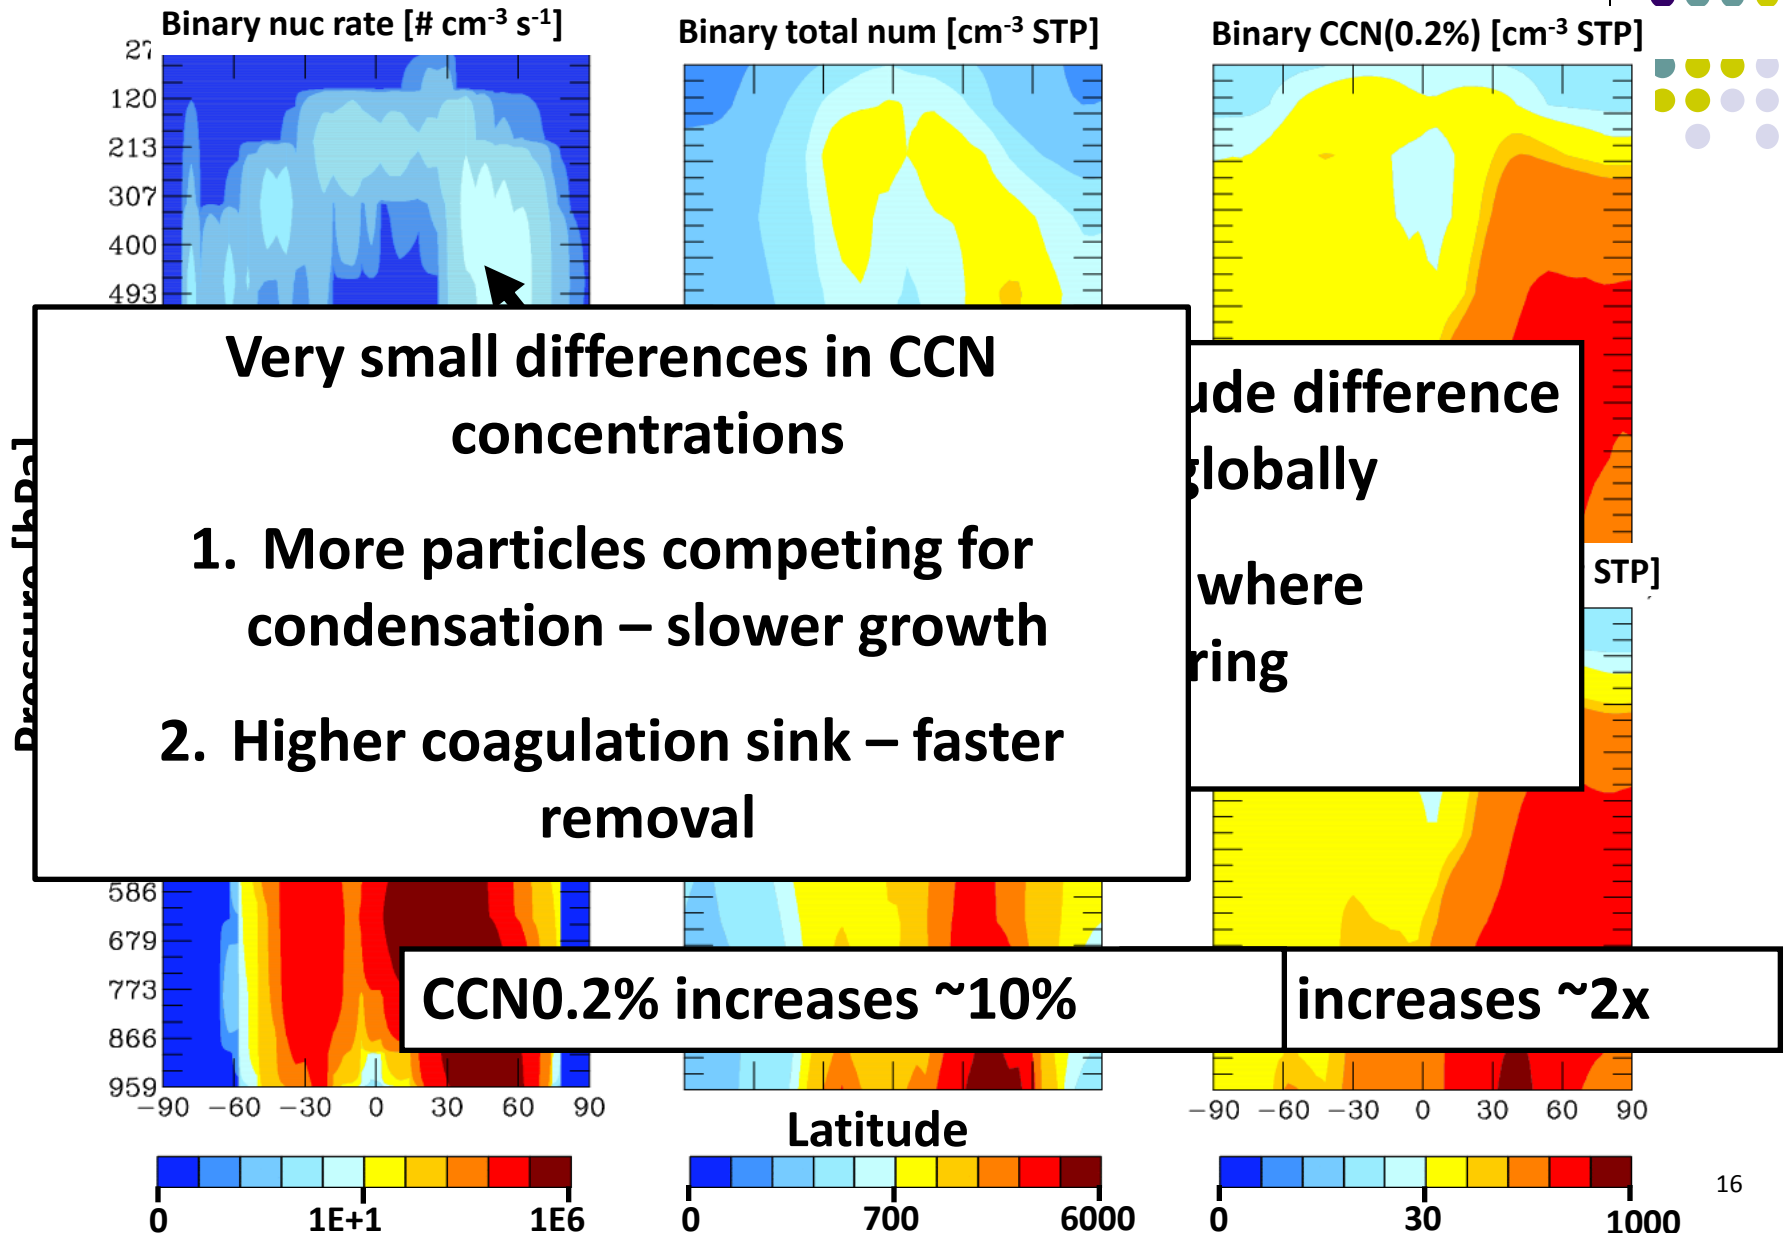 Binary nuc rate [# cm-3 s-1]
Binary total num [cm-3 STP]
Binary CCN(0.2%) [cm-3 STP]
27
120
213
307
400
493
Very small differences in CCN
concentrations
1. More particles competing for
condensation – slower growth
2. Higher coagulation sink – faster
removal
ude difference
globally
where
ring
STP]
Pressure [hPa]
586
679
773
866
959
CCN0.2% increases ~10%
increases ~2x
−90 −60 −30 0 30 60 90
−90 −60 −30 0 30 60 90
Latitude
0 1E+1 1E6
0 700 6000
0 30 1000
16